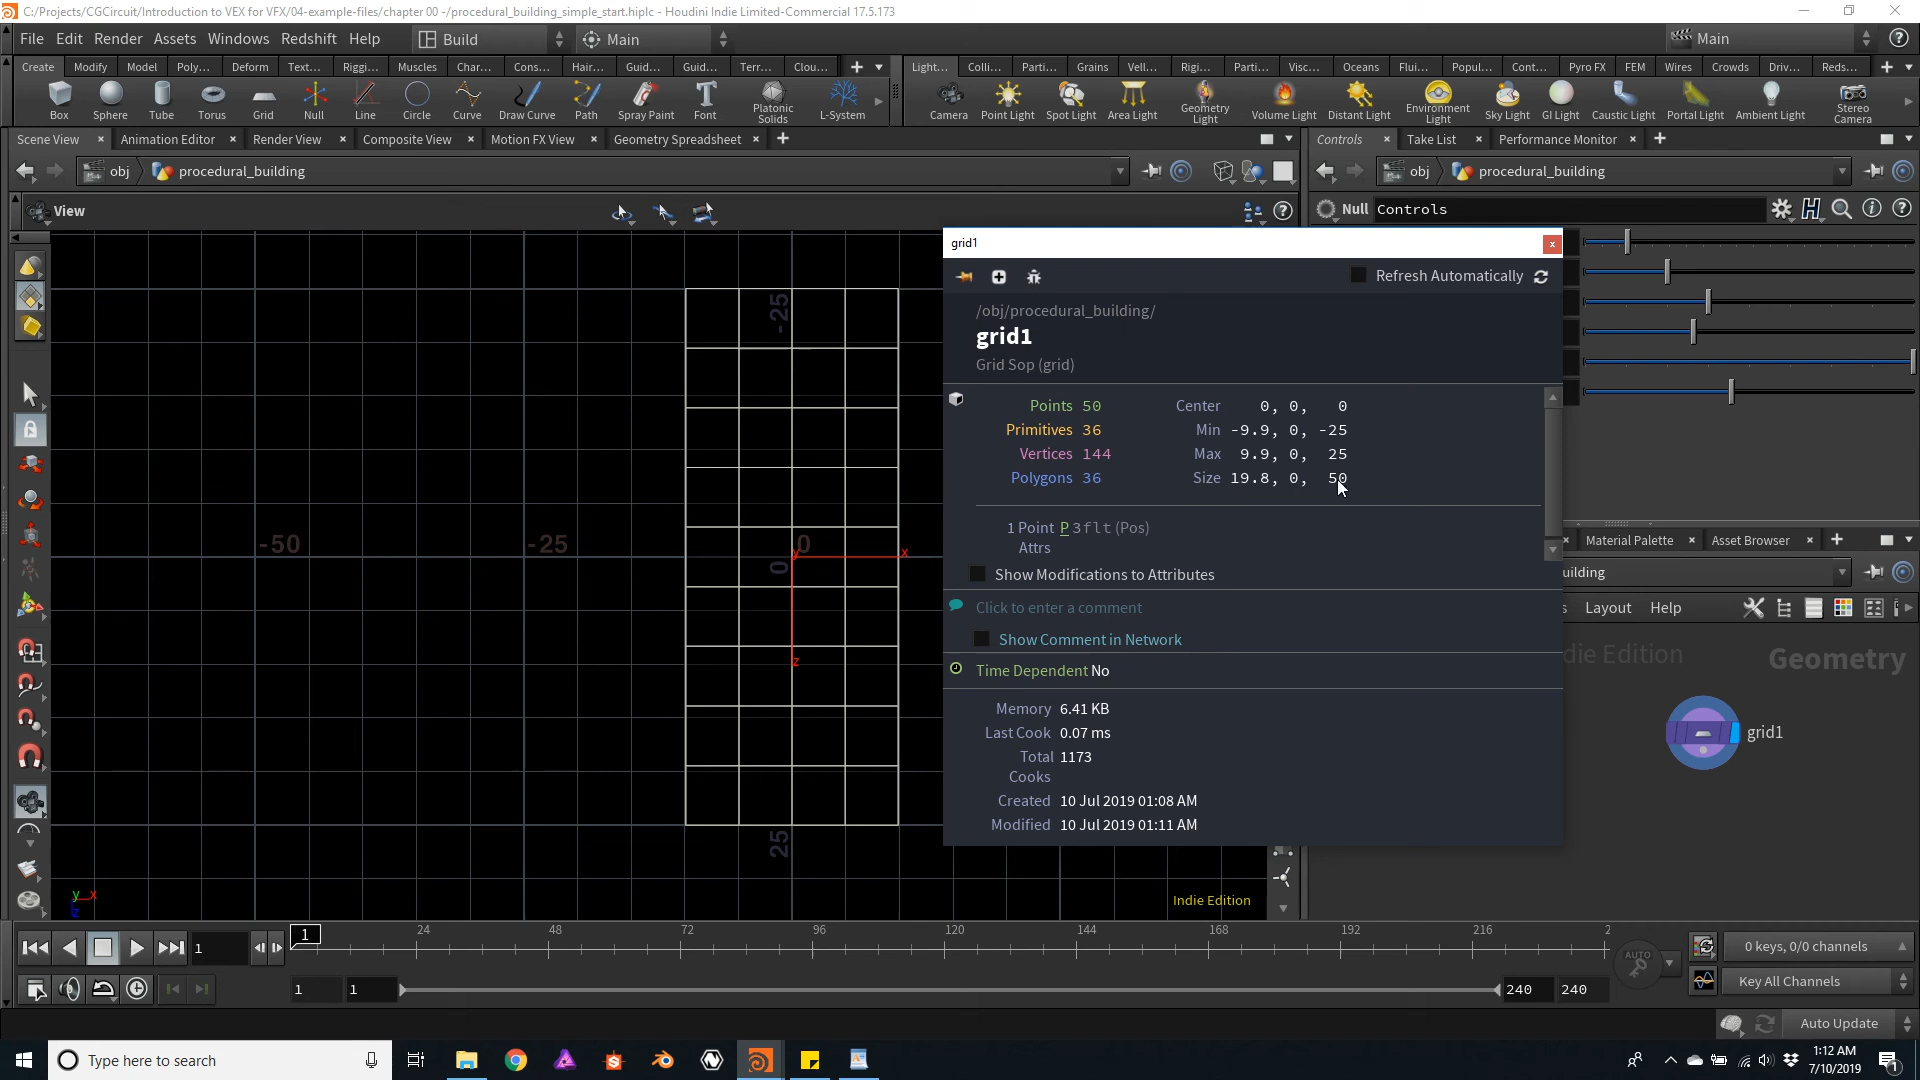 C:/Projects/CGCircuit/Introduction to VEX for VFX/04-example-files/chapter 00 -/procedural_building_simple_start.hiplc - Houdini Indie Limited-Commercial 17.5.173
File Edit Render Assets Windows Redshift Help Build Main Main
Create Modify Model Poly... Deform Text... Riggi... Muscles Char... Cons... Hair... Guid... Guid... Terr... Clou...
Light... Colli... Parti... Grains Vell... Rigi... Parti... Visc... Oceans Flui... Popul... Cont... Pyro FX FEM Wires Crowds Driv... Reds...
Box Sphere Tube Torus Grid Null Line Circle Curve Draw Curve Path Spray Paint Font Platonic Solids L-System
Camera Point Light Spot Light Area Light Geometry Light Volume Light Distant Light Environment Light Sky Light GI Light Caustic Light Portal Light Ambient Light Stereo Camera
Scene View Animation Editor Render View Composite View Motion FX View Geometry Spreadsheet
Controls Take List Performance Monitor
obj procedural_building
obj procedural_building
View
Null Controls
grid1
Refresh Automatically
/obj/procedural_building/
grid1
Grid Sop (grid)
Points 50 Center 0, 0, 0
Primitives 36 Min -9.9, 0, -25
Vertices 144 Max 9.9, 0, 25
Polygons 36 Size 19.8, 0, 50
1 Point P 3flt (Pos)
Attrs
Show Modifications to Attributes
Click to enter a comment
Show Comment in Network
Time Dependent No
Memory 6.41 KB
Last Cook 0.07 ms
Total 1173
Cooks
Created 10 Jul 2019 01:08 AM
Modified 10 Jul 2019 01:11 AM
-25
-50 -25 0
0
x
y
z
25
y x
z
Indie Edition
Material Palette Asset Browser
uilding
s Layout Help
die Edition Geometry
grid1
1 1 24 48 72 96 120 144 168 192 216 2
AUTO
0 keys, 0/0 channels
1 1 240 240
Key All Channels
Auto Update
Type here to search
1:12 AM
7/10/2019
1